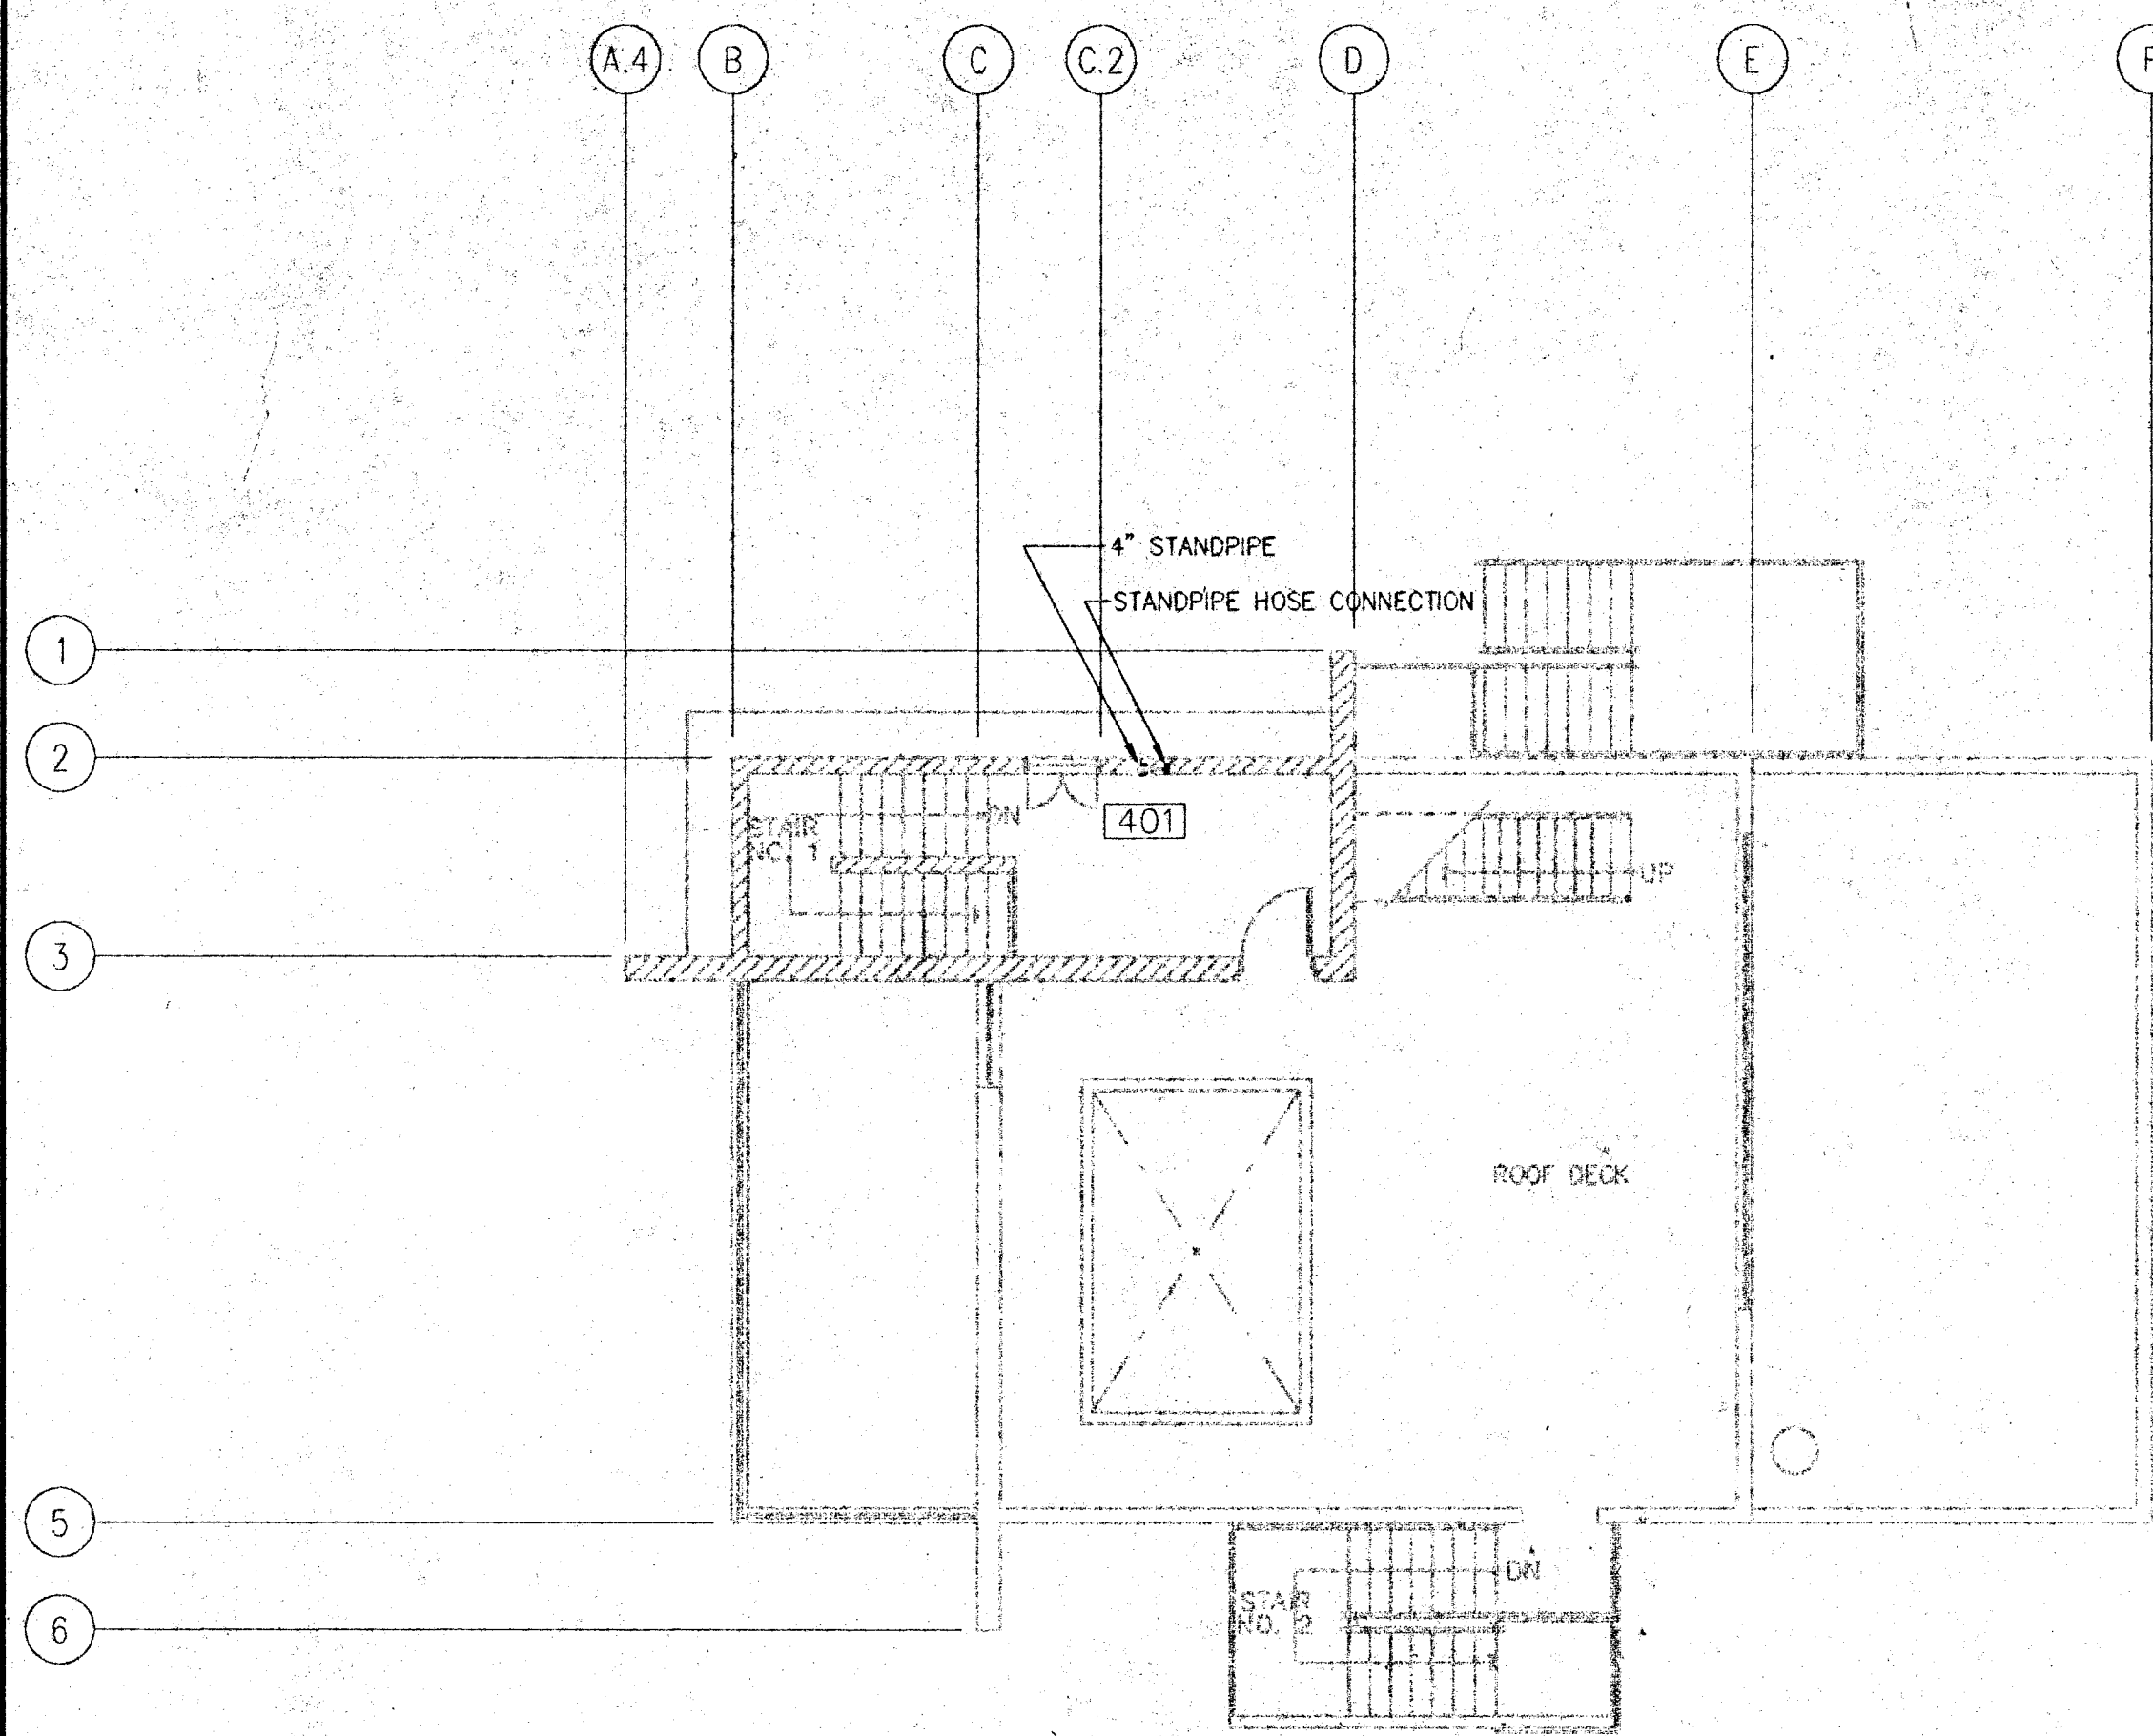 A.4 B C C.2 D E
4" STANDPIPE
STANDPIPE HOSE CONNECTION
1
2
DN
401
STAIR
NO. 1
UP
3
ROOF DECK
5
DN
STAIR
NO. 2
6